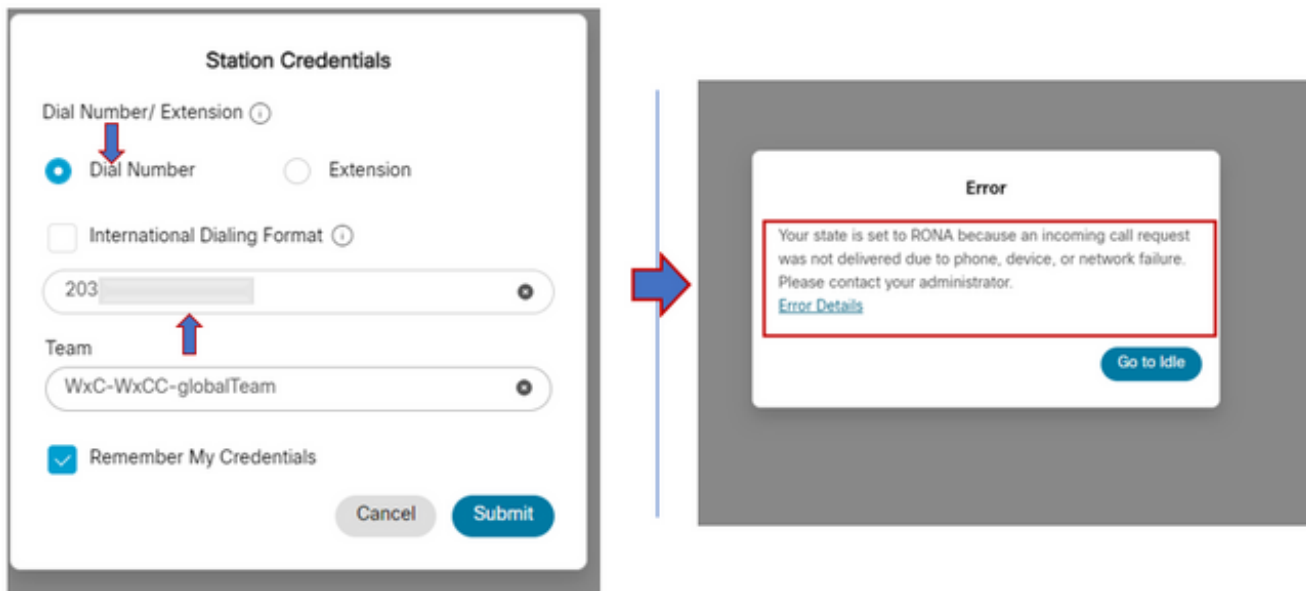 Station Credentials
Dial Number/ Extension
Dial Number
Extension
International Dialing Format
203
Team
WxC-WxCC-globalTeam
Remember My Credentials
Cancel
Submit
Error
Your state is set to RONA because an incoming call request
was not delivered due to phone, device, or network failure.
Please contact your administrator.
Error Details
Go to Idle